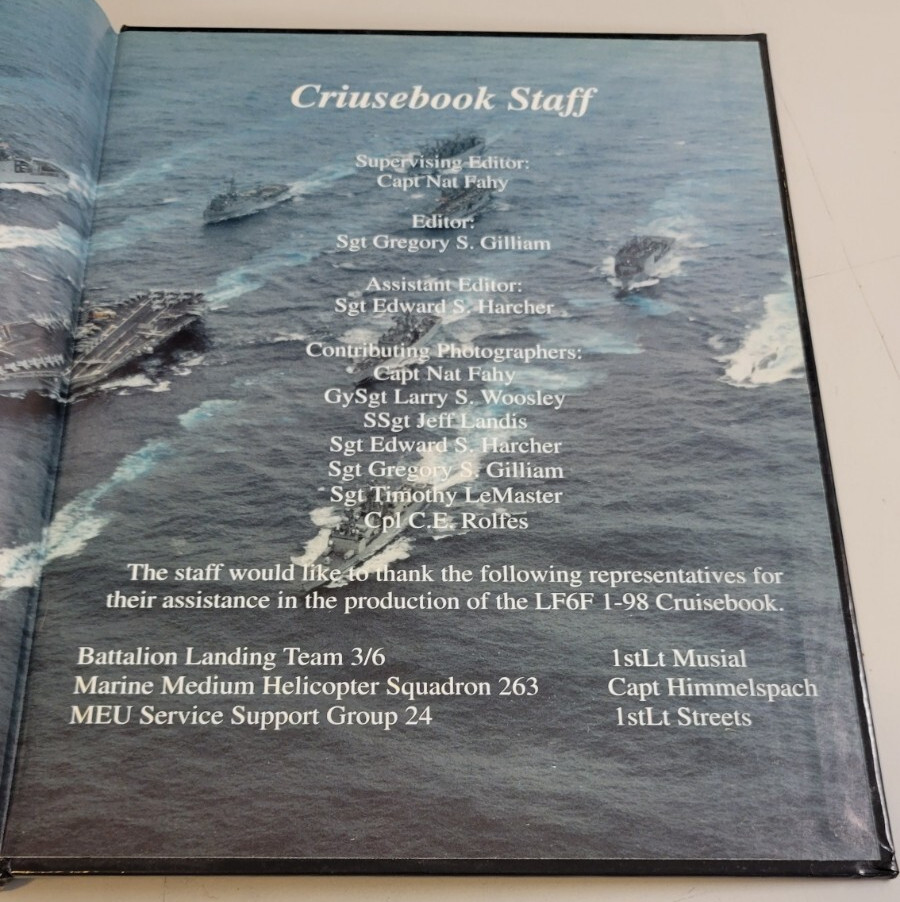 Criusebook Staff
Supervising Editor:
Capt Nat Fahy
Editor:
Sgt Gregory S. Gilliam
Assistant Editor:
Sgt Edward S. Harcher
Contributing Photographers:
Capt Nat Fahy
GySgt Larry S. Woosley
SSgt Jeff Landis
Sgt Edward S. Harcher
Sgt Gregory S. Gilliam
Sgt Timothy LeMaster
Cpl C.E. Rolfes
The staff would like to thank the following representatives for
their assistance in the production of the LF6F 1-98 Cruisebook.
Battalion Landing Team 3/6 1stLt Musial
Marine Medium Helicopter Squadron 263 Capt Himmelspach
MEU Service Support Group 24 1stLt Streets